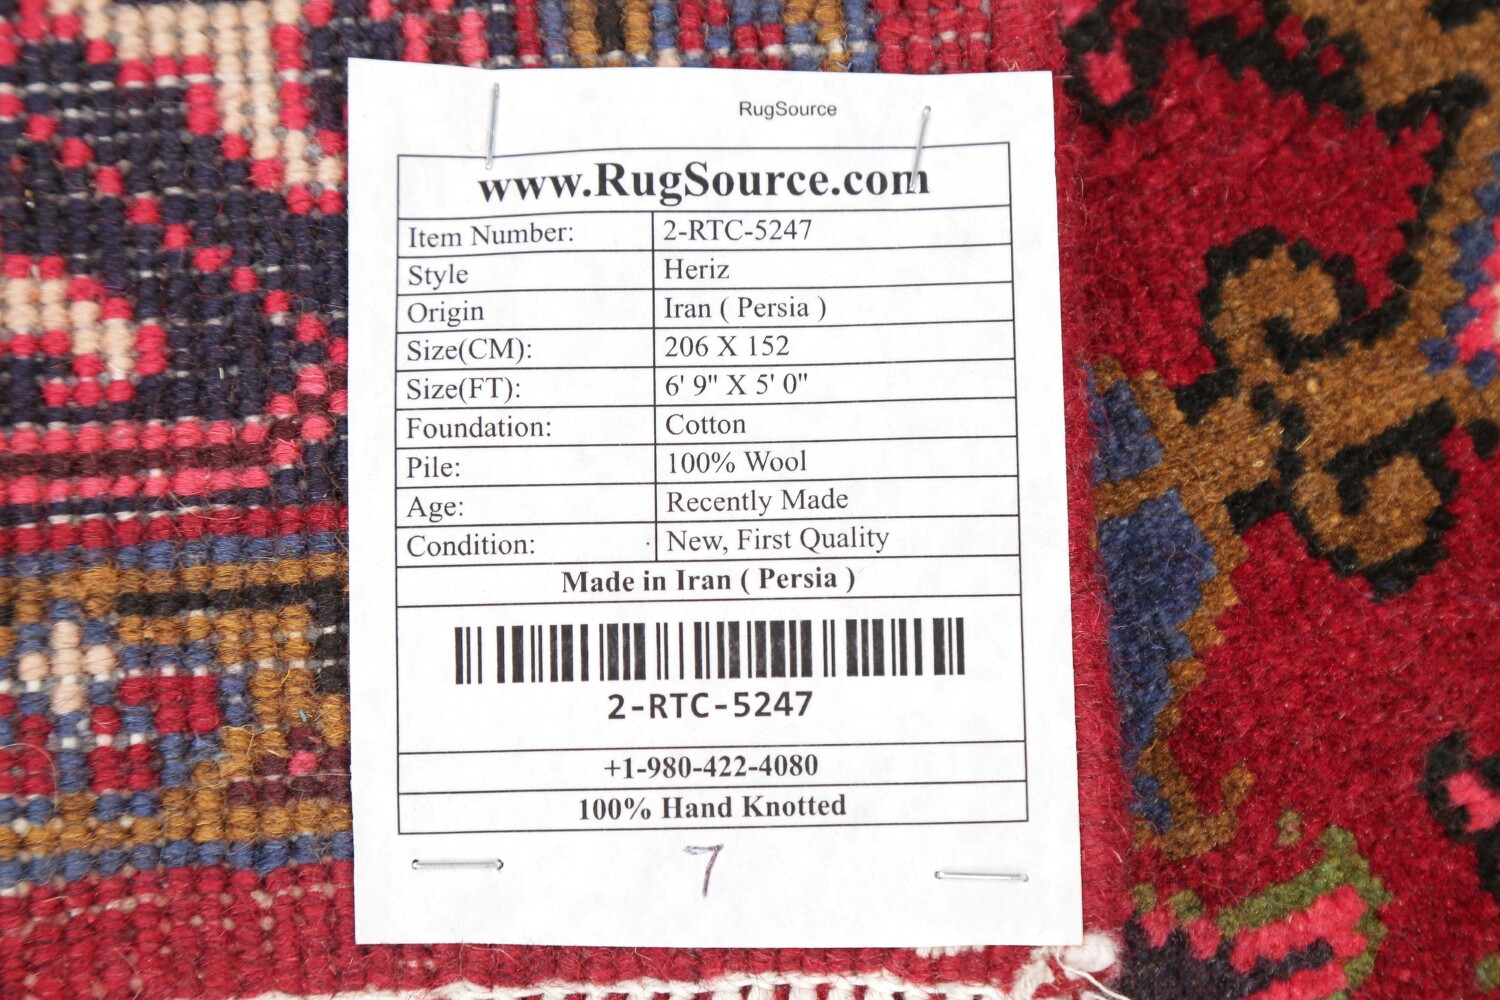 RugSource
www.RugSource.com
Item Number: 2-RTC-5247
Style Heriz
Origin Iran ( Persia )
Size(CM): 206 X 152
Size(FT): 6' 9" X 5' 0"
Foundation: Cotton
Pile: 100% Wool
Age: Recently Made
Condition: New, First Quality
Made in Iran ( Persia )
2-RTC-5247
+1-980-422-4080
100% Hand Knotted
7